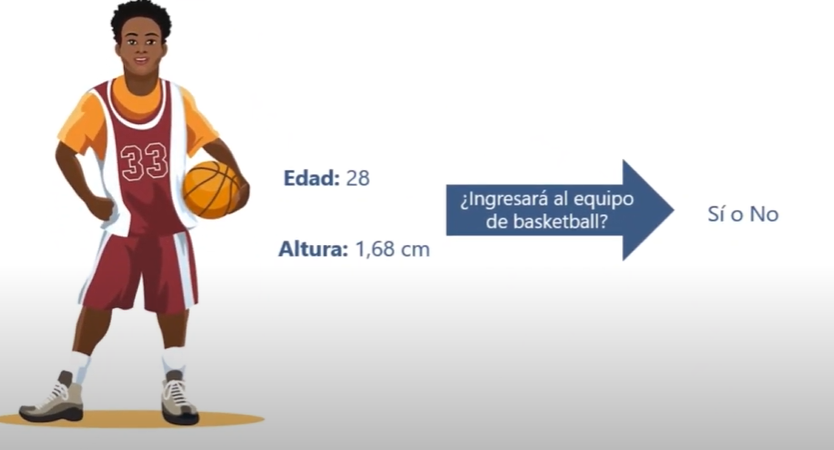 33
Edad: 28
Altura: 1,68 cm
¿Ingresará al equipo
de basketball?
Sí o No